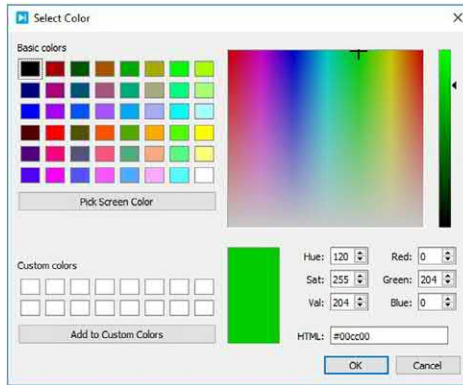 Select Color
Basic colors
Pick Screen Color
Custom colors
Add to Custom Colors
Hue: 120 Red: 0
Sat: 255 Green: 204
Val: 204 Blue: 0
HTML: #00cc00
OK Cancel